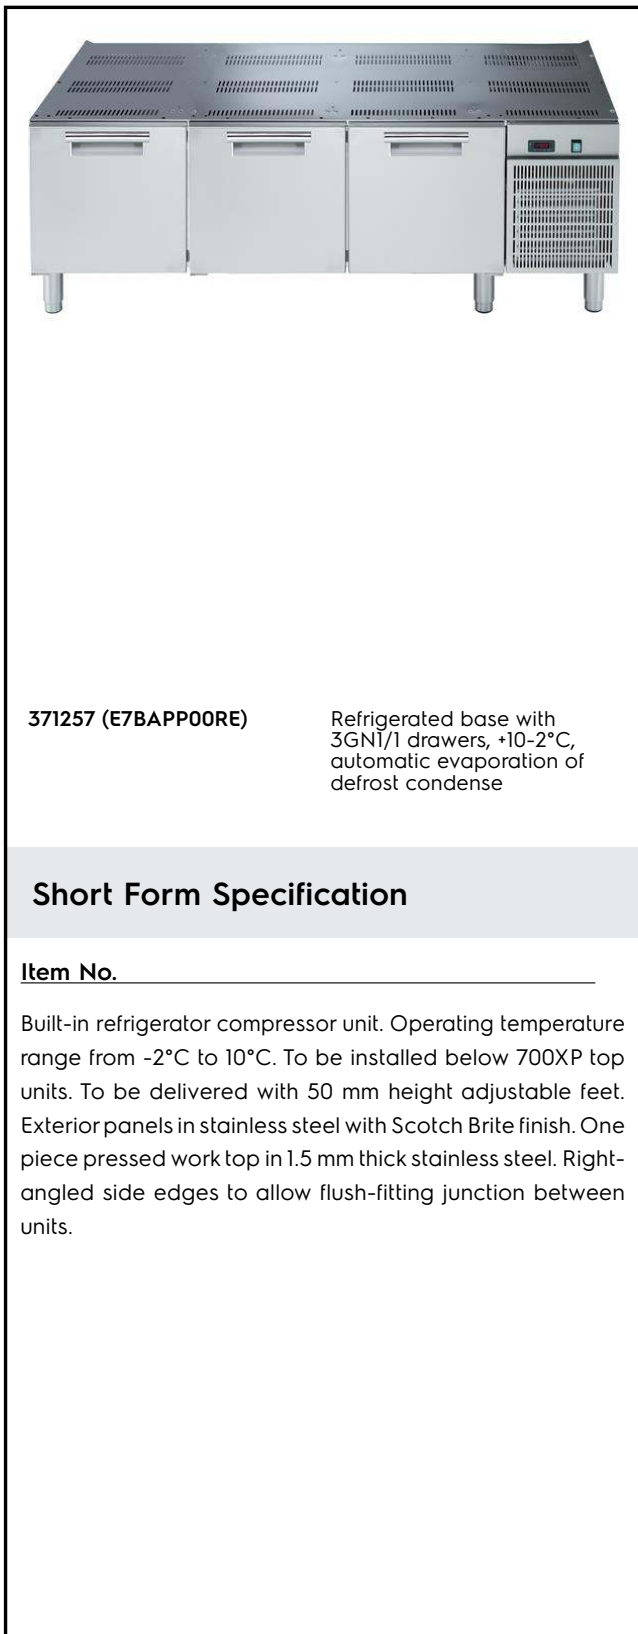 371257 (E7BAPP00RE)
Refrigerated base with
3GN1/1 drawers, +10-2°C,
automatic evaporation of
defrost condense
Short Form Specification
Item No.
Built-in refrigerator compressor unit. Operating temperature
range from -2°C to 10°C. To be installed below 700XP top
units. To be delivered with 50 mm height adjustable feet.
Exterior panels in stainless steel with Scotch Brite finish. One
piece pressed work top in 1.5 mm thick stainless steel. Right-
angled side edges to allow flush-fitting junction between
units.